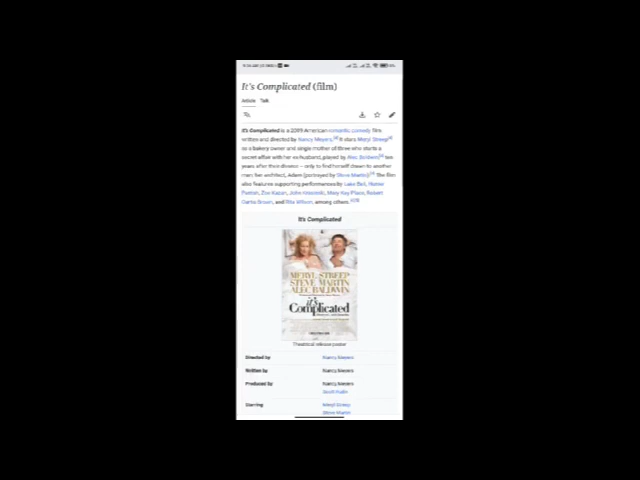 It's Complicated (film)
Article Talk
It's Complicated is a 2009 American romantic comedy film
written and directed by Nancy Meyers. It stars Meryl Streep
as a bakery owner and single mother of three who starts a
secret affair with her ex-husband, played by Alec Baldwin, ten
years after their divorce – only to find herself drawn to another
man: her architect, Adam (portrayed by Steve Martin). The film
also features supporting performances by Lake Bell, Hunter
Parrish, Zoe Kazan, John Krasinski, Mary Kay Place, Robert
Curtis Brown, and Rita Wilson, among others.
It's Complicated
MERYL STREEP
STEVE MARTIN
ALEC BALDWIN
it's
Complicated
Theatrical release poster
Directed by Nancy Meyers
Written by Nancy Meyers
Produced by Nancy Meyers
Scott Rudin
Starring Meryl Streep
Steve Martin